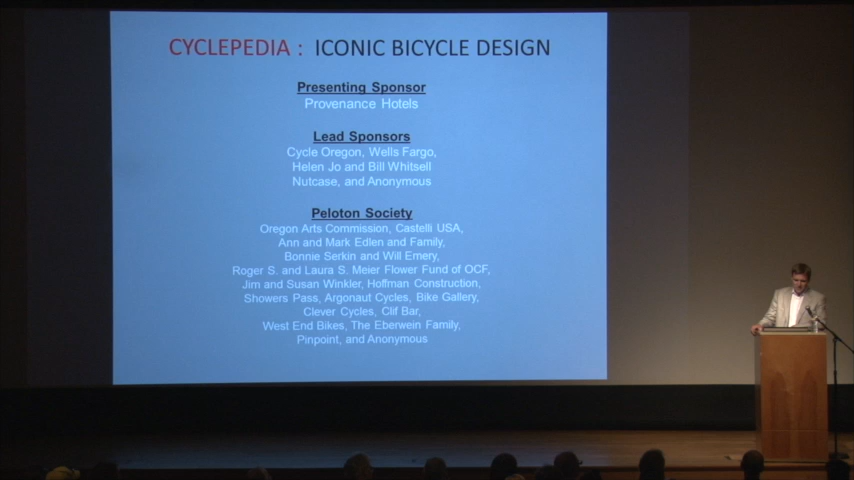 CYCLEPEDIA : ICONIC BICYCLE DESIGN
Presenting Sponsor
Provenance Hotels
Lead Sponsors
Cycle Oregon, Wells Fargo,
Helen Jo and Bill Whitsell
Nutcase, and Anonymous
Peloton Society
Oregon Arts Commission, Castelli USA,
Ann and Mark Edlen and Family,
Bonnie Serkin and Will Emery,
Roger S. and Laura S. Meier Flower Fund of OCF,
Jim and Susan Winkler, Hoffman Construction,
Showers Pass, Argonaut Cycles, Bike Gallery,
Clever Cycles, Clif Bar,
West End Bikes, The Eberwein Family,
Pinpoint, and Anonymous